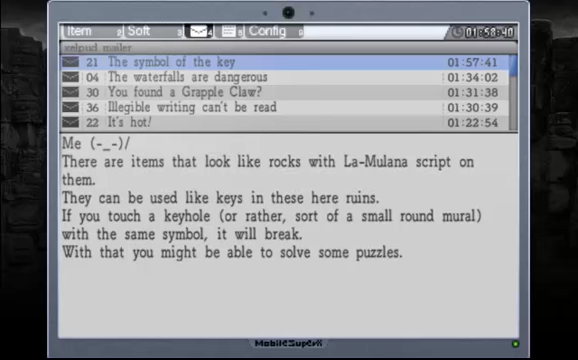 Item 2 Soft 3 4 5 Config 6 01:58:40
xelpud mailer
21 The symbol of the key 01:57:41
04 The waterfalls are dangerous 01:34:02
30 You found a Grapple Claw? 01:31:38
36 Illegible writing can't be read 01:30:39
22 It's hot! 01:22:54
Me (-_-)/
There are items that look like rocks with La-Mulana script on
them.
They can be used like keys in these here ruins.
If you touch a keyhole (or rather, sort of a small round mural)
with the same symbol, it will break.
With that you might be able to solve some puzzles.
MobileSuperX